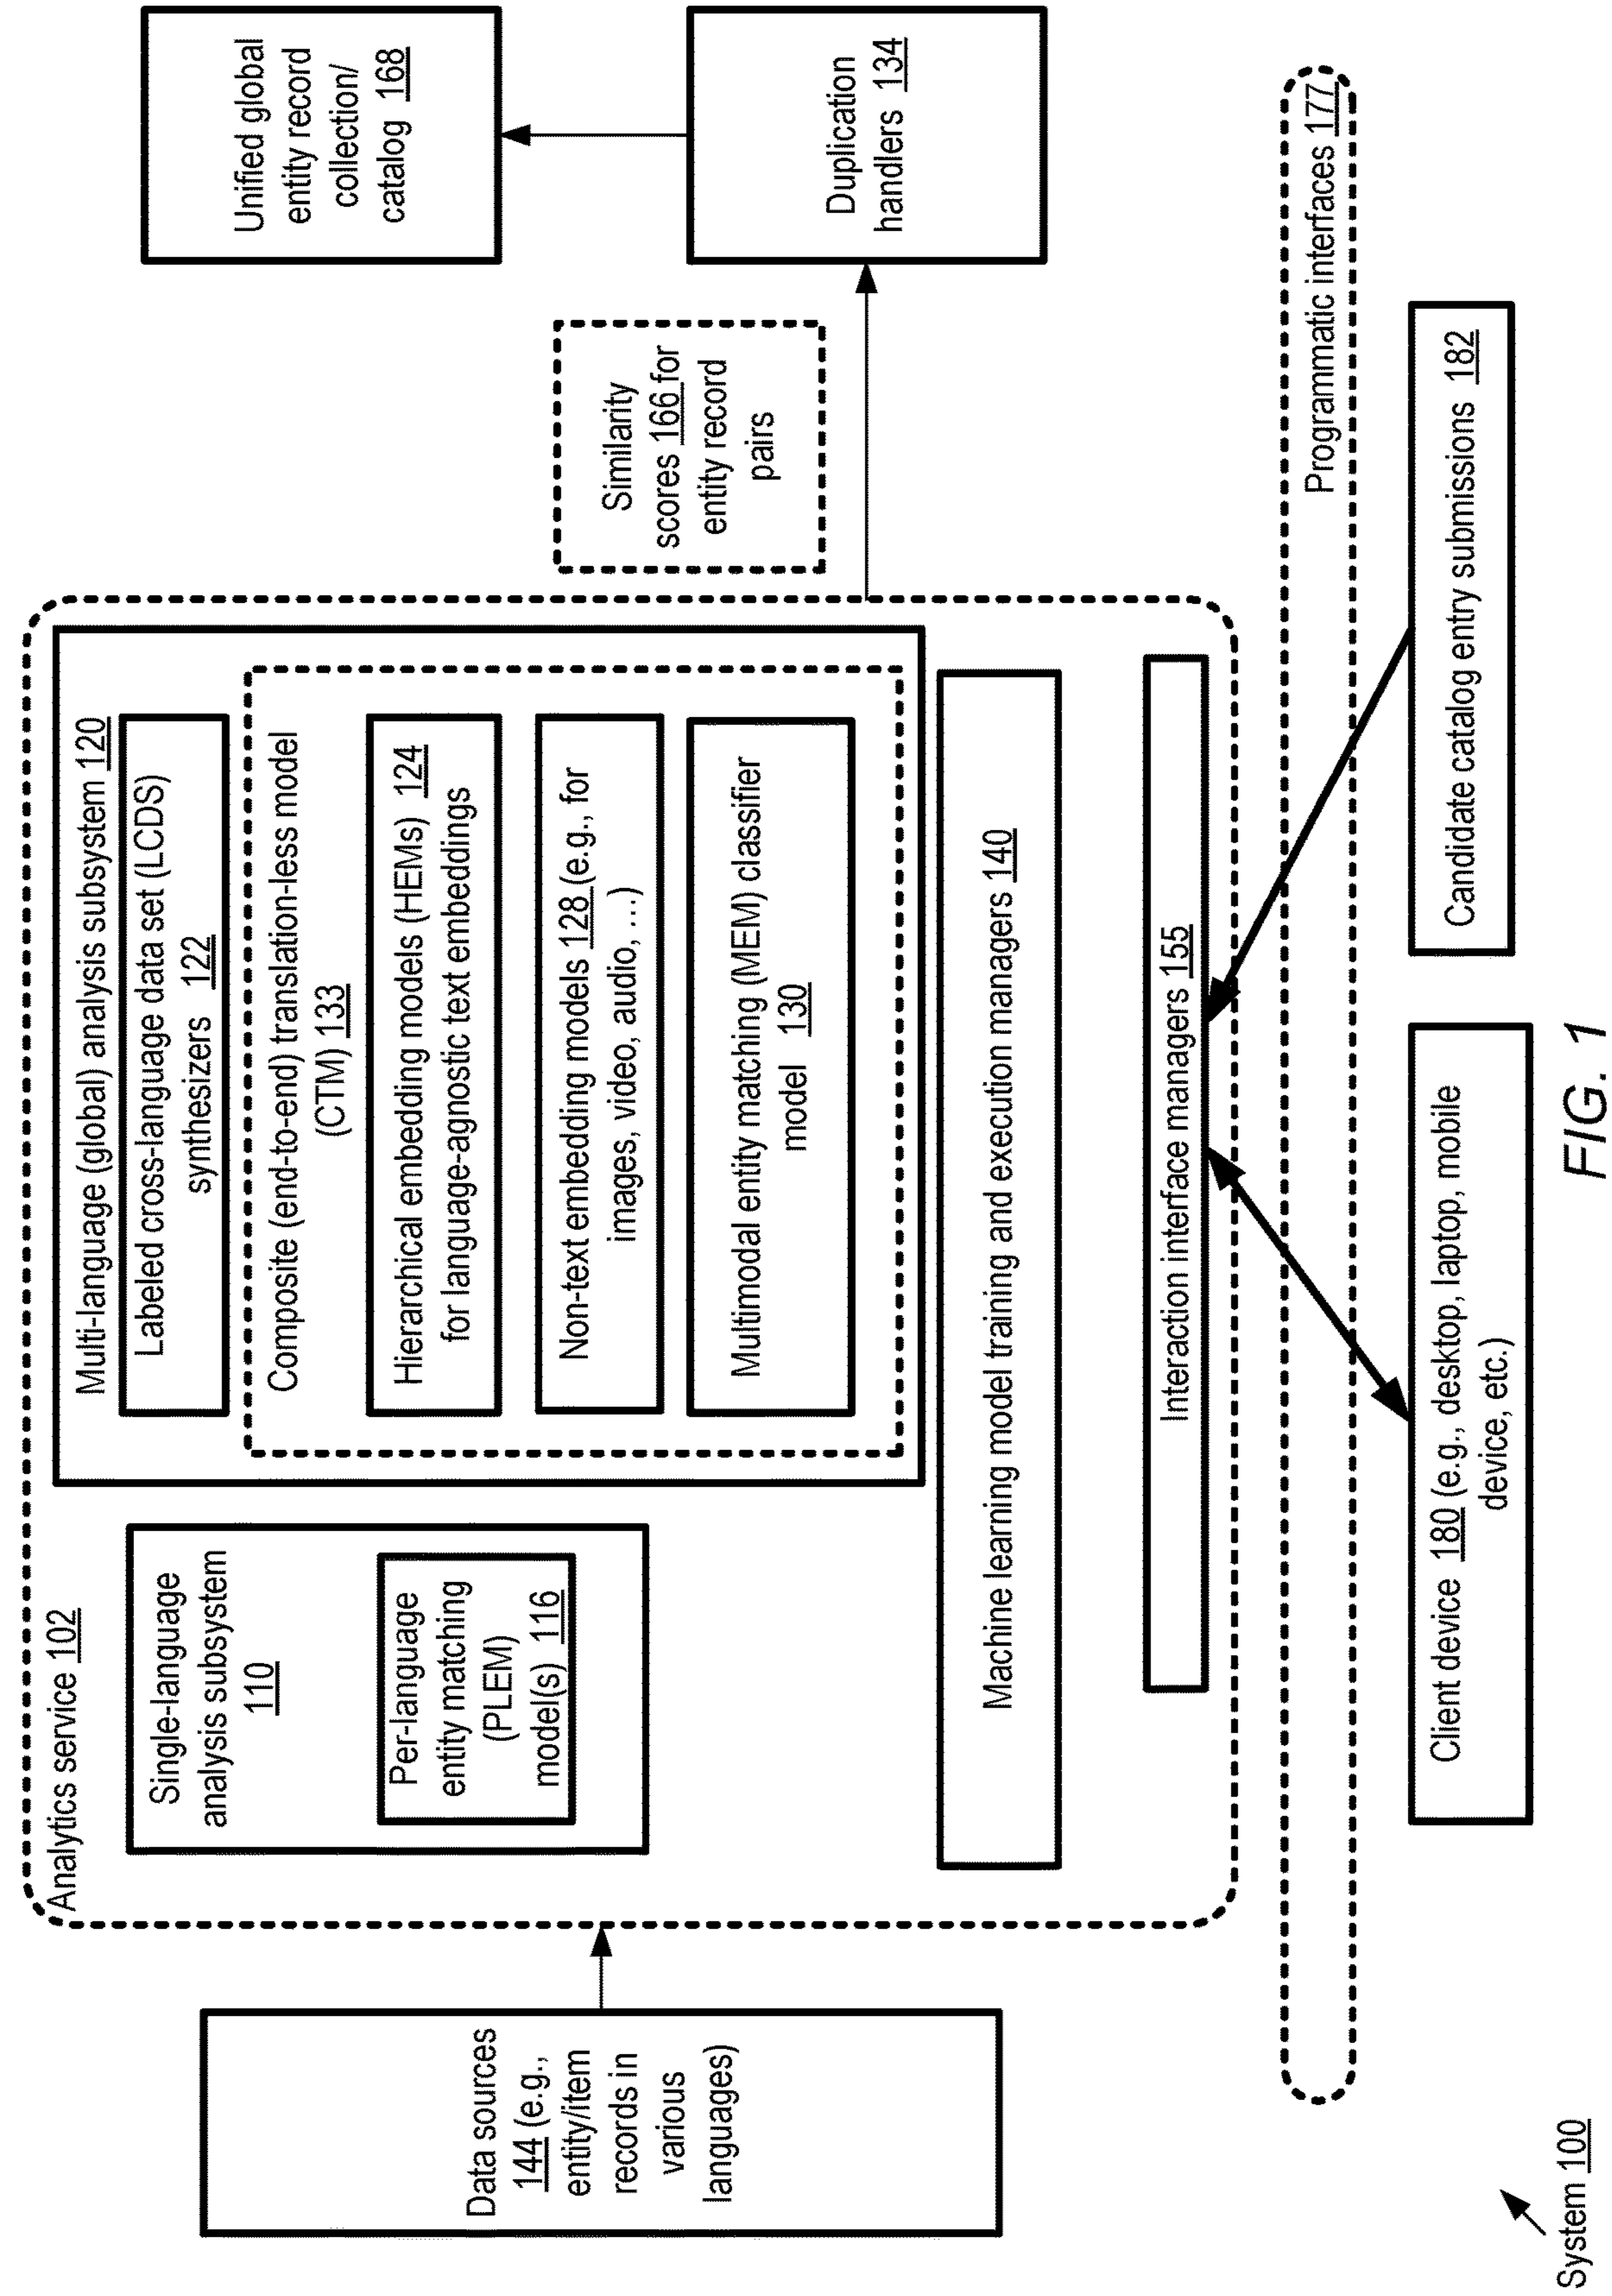 System 100
Data sources
144 (e.g.,
entity/item
records in
various
languages)
Analytics service 102
Single-language
analysis subsystem
110
Per-language
entity matching
(PLEM)
model(s) 116
Multi-language (global) analysis subsystem 120
Labeled cross-language data set (LCDS)
synthesizers 122
Composite (end-to-end) translation-less model
(CTM) 133
Hierarchical embedding models (HEMs) 124
for language-agnostic text embeddings
Non-text embedding models 128 (e.g., for
images, video, audio, …)
Multimodal entity matching (MEM) classifier
model 130
Machine learning model training and execution managers 140
Interaction interface managers 155
Similarity
scores 166 for
entity record
pairs
Unified global
entity record
collection/
catalog 168
Duplication
handlers 134
Programmatic interfaces 177
Client device 180 (e.g., desktop, laptop, mobile
device, etc.)
Candidate catalog entry submissions 182
FIG. 1